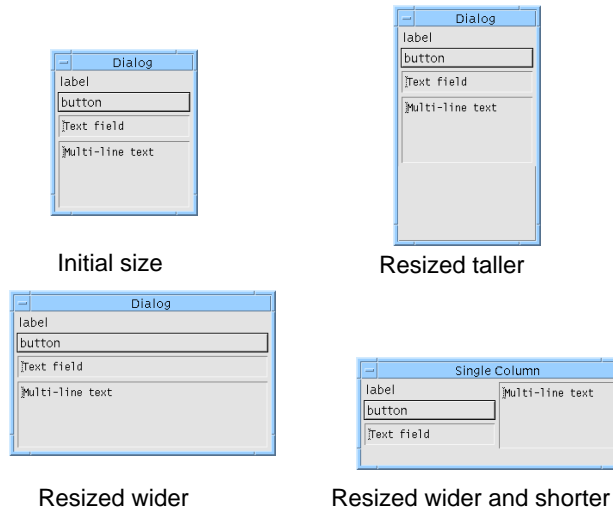 Dialog
label
button
Text field
Multi-line text
Initial size
Dialog
label
button
Text field
Multi-line text
Resized taller
Dialog
label
button
Text field
Multi-line text
Resized wider
Single Column
label
button
Text field
Multi-line text
Resized wider and shorter